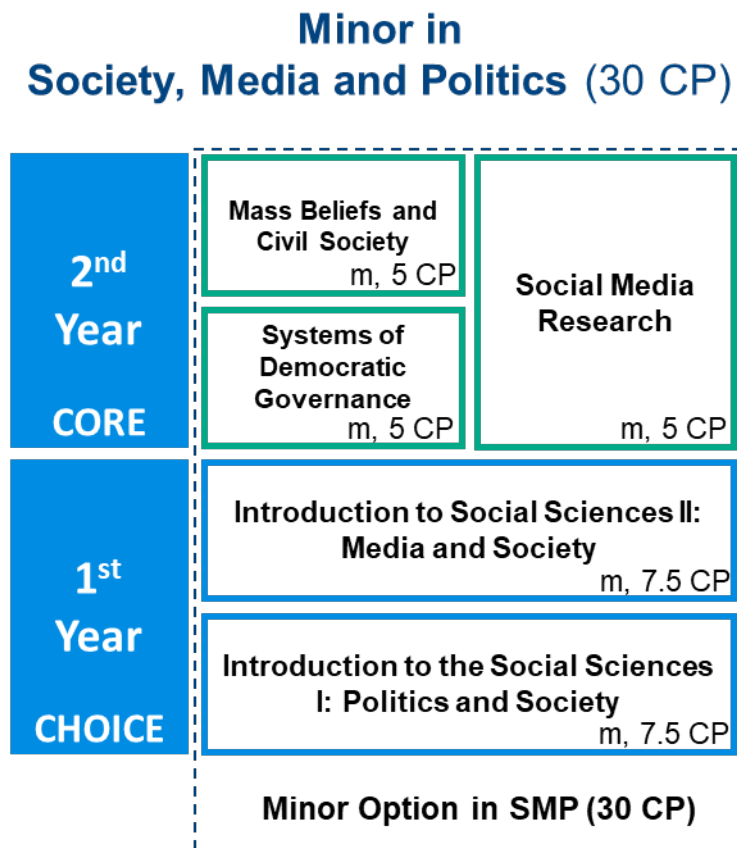 Minor in
Society, Media and Politics (30 CP)
2nd
Year
CORE
Mass Beliefs and
Civil Society
m, 5 CP
Systems of
Democratic
Governance
m, 5 CP
Social Media
Research
m, 5 CP
1st
Year
CHOICE
Introduction to Social Sciences II:
Media and Society
m, 7.5 CP
Introduction to the Social Sciences
I: Politics and Society
m, 7.5 CP
Minor Option in SMP (30 CP)